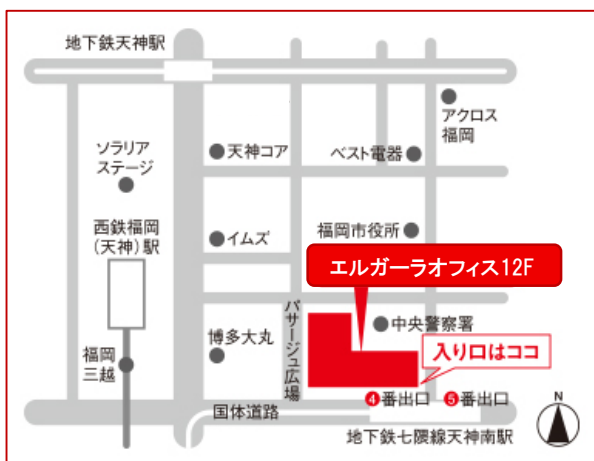 地下鉄天神駅
アクロス
福岡
ソラリア
ステージ
天神コア
ベスト電器
西鉄福岡
(天神)駅
イムズ
福岡市役所
エルガーラオフィス12F
パサージュ広場
中央警察署
博多大丸
入り口はココ
福岡
三越
4番出口 5番出口
国体道路
地下鉄七隈線天神南駅
N